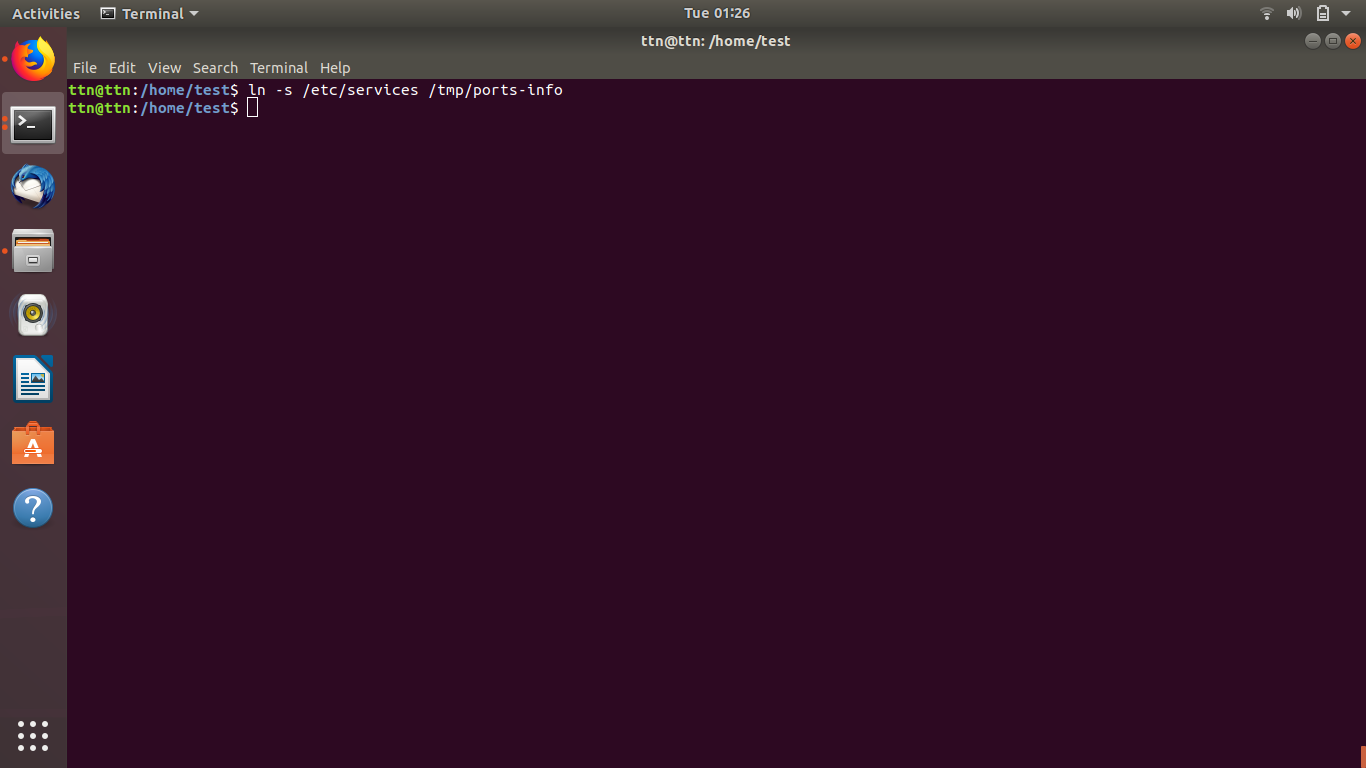 Activities Terminal Tue 01:26
ttn@ttn: /home/test
File Edit View Search Terminal Help
ttn@ttn:/home/test$ ln -s /etc/services /tmp/ports-info
ttn@ttn:/home/test$